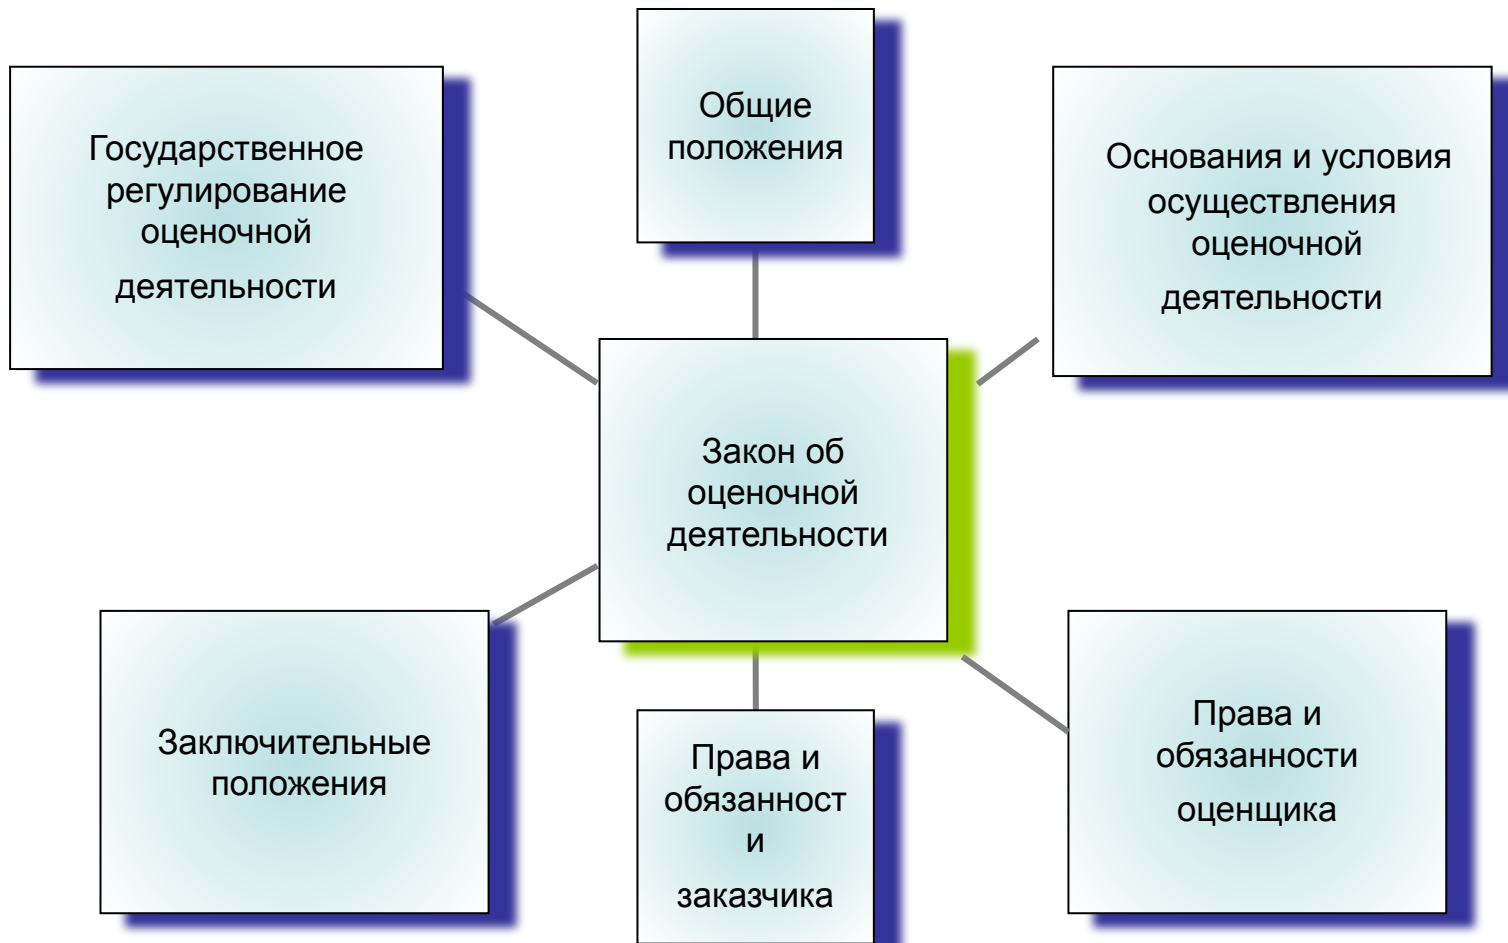 Общие
положения
Государственное
регулирование
оценочной
деятельности
Основания и условия
осуществления
оценочной
деятельности
Закон об
оценочной
деятельности
Заключительные
положения
Права и
обязанност
и
заказчика
Права и
обязанности
оценщика